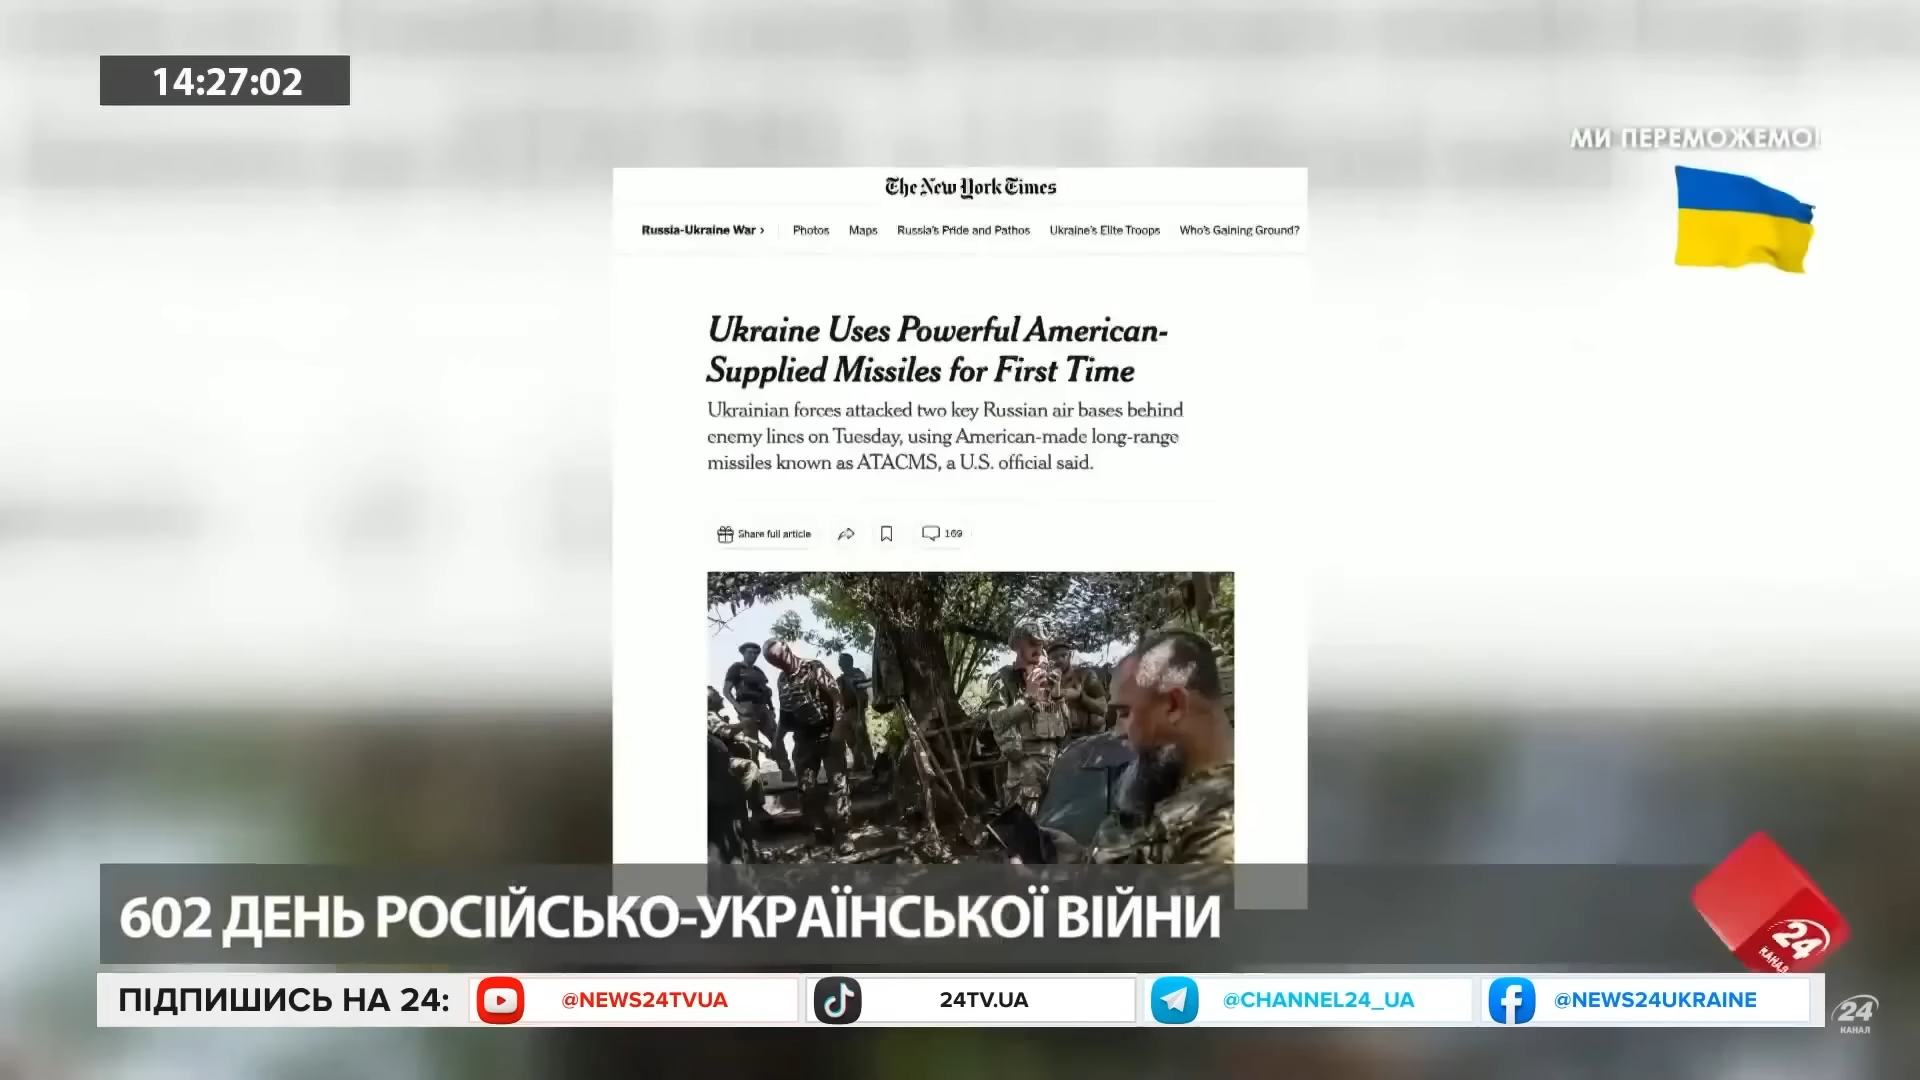 14:27:02
МИ ПЕРЕМОЖЕМО!
The New York Times
Russia-Ukraine War › Photos Maps Russia's Pride and Pathos Ukraine's Elite Troops Who's Gaining Ground?
Ukraine Uses Powerful American-
Supplied Missiles for First Time
Ukrainian forces attacked two key Russian air bases behind
enemy lines on Tuesday, using American-made long-range
missiles known as ATACMS, a U.S. official said.
Share full article 169
602 ДЕНЬ РОСІЙСЬКО-УКРАЇНСЬКОЇ ВІЙНИ
24
КАНАЛ
ПІДПИШИСЬ НА 24: @NEWS24TVUA 24TV.UA @CHANNEL24_UA @NEWS24UKRAINE
24
КАНАЛ